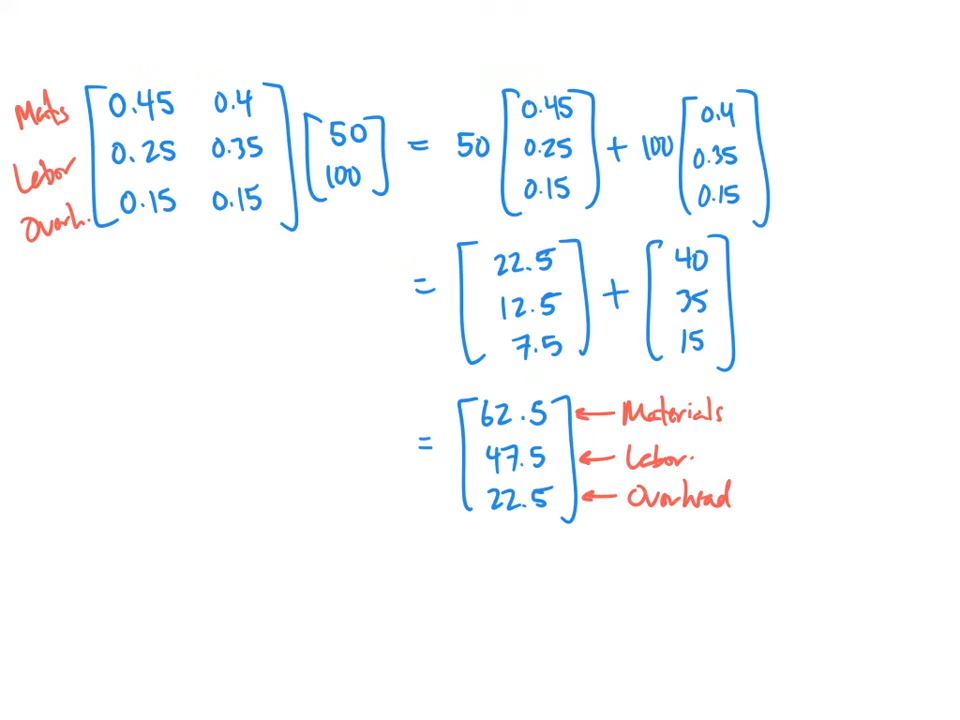 Mats [0.45 0.4] [50] = 50 [0.45] + 100 [0.4]
Labor [0.25 0.35] [100] [0.25] [0.35]
Overh. [0.15 0.15] [0.15] [0.15]
= [22.5] + [40]
[12.5] [35]
[7.5] [15]
= [62.5] ← Materials
[47.5] ← Labor.
[22.5] ← Overhead